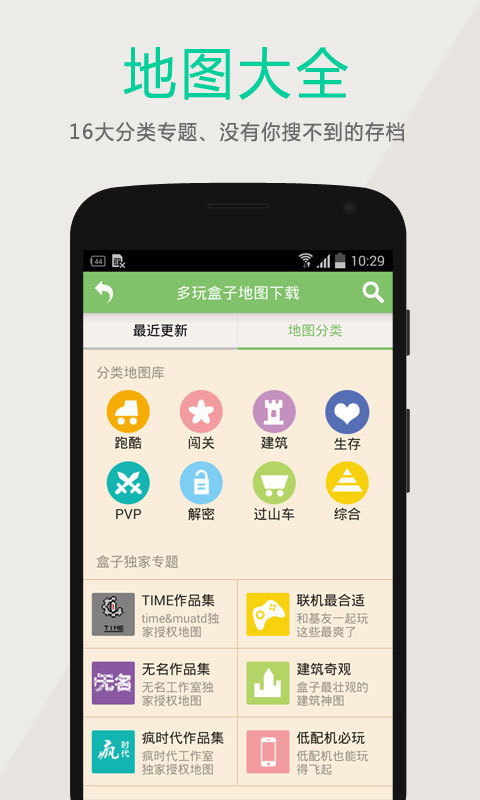 地图大全
16大分类专题、没有你搜不到的存档
44
10:29
多玩盒子地图下载
最近更新
地图分类
分类地图库
跑酷
闯关
建筑
生存
PVP
解密
过山车
综合
盒子独家专题
TIME
TIME作品集
time&muatd独
家授权地图
联机最合适
和基友一起玩
这些最爽了
无名
无名作品集
无名工作室独
家授权地图
建筑奇观
盒子最壮观的
建筑神图
疯时代
疯时代作品集
疯时代工作室
独家授权地图
低配机必玩
低配机也能玩
得飞起